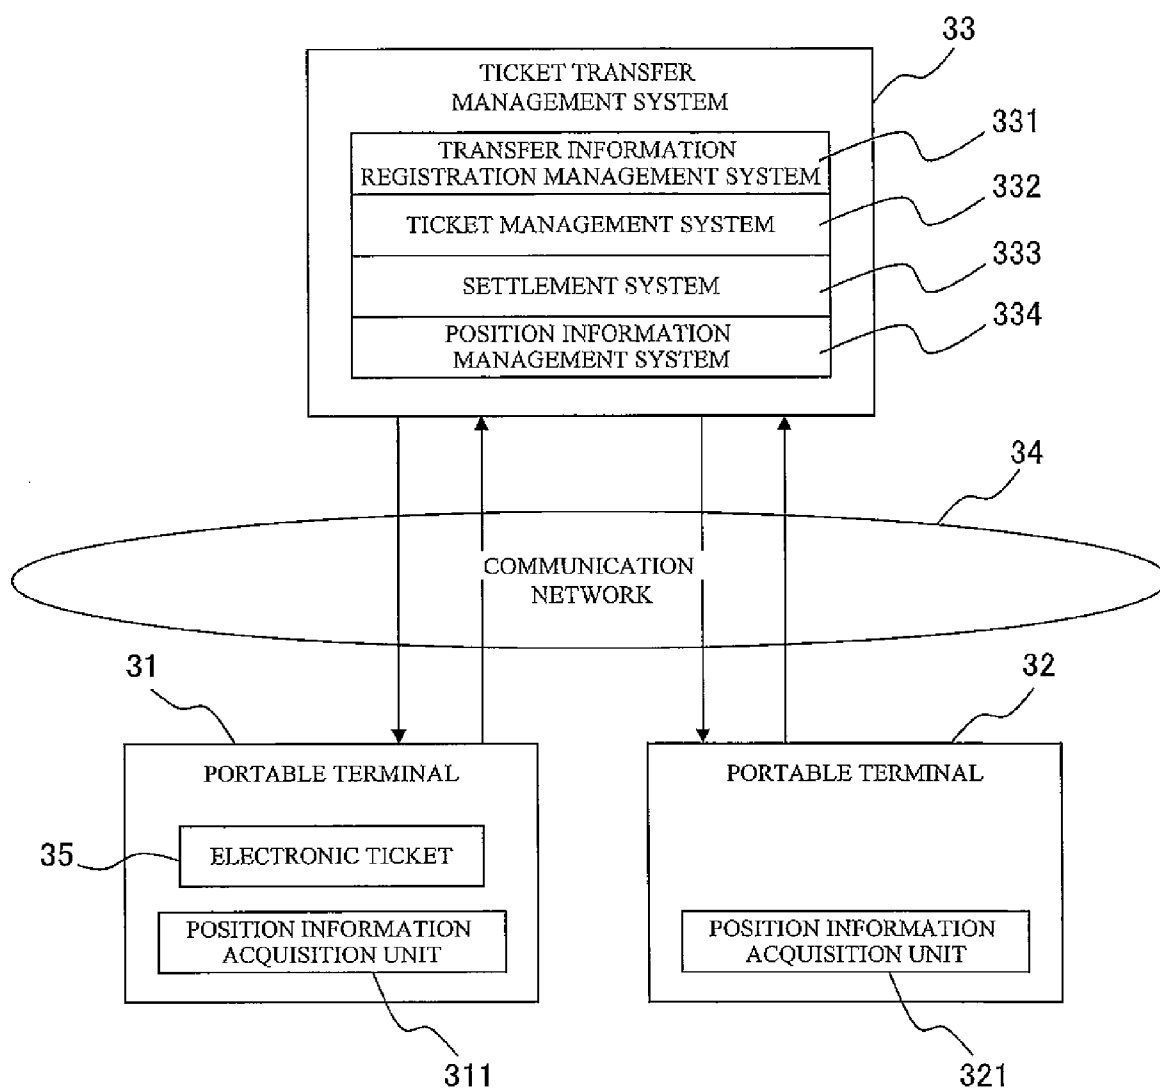 33
TICKET TRANSFER
MANAGEMENT SYSTEM
331
TRANSFER INFORMATION
REGISTRATION MANAGEMENT SYSTEM
332
TICKET MANAGEMENT SYSTEM
333
SETTLEMENT SYSTEM
334
POSITION INFORMATION
MANAGEMENT SYSTEM
34
COMMUNICATION
NETWORK
31
32
PORTABLE TERMINAL
PORTABLE TERMINAL
35
ELECTRONIC TICKET
POSITION INFORMATION
ACQUISITION UNIT
POSITION INFORMATION
ACQUISITION UNIT
311
321